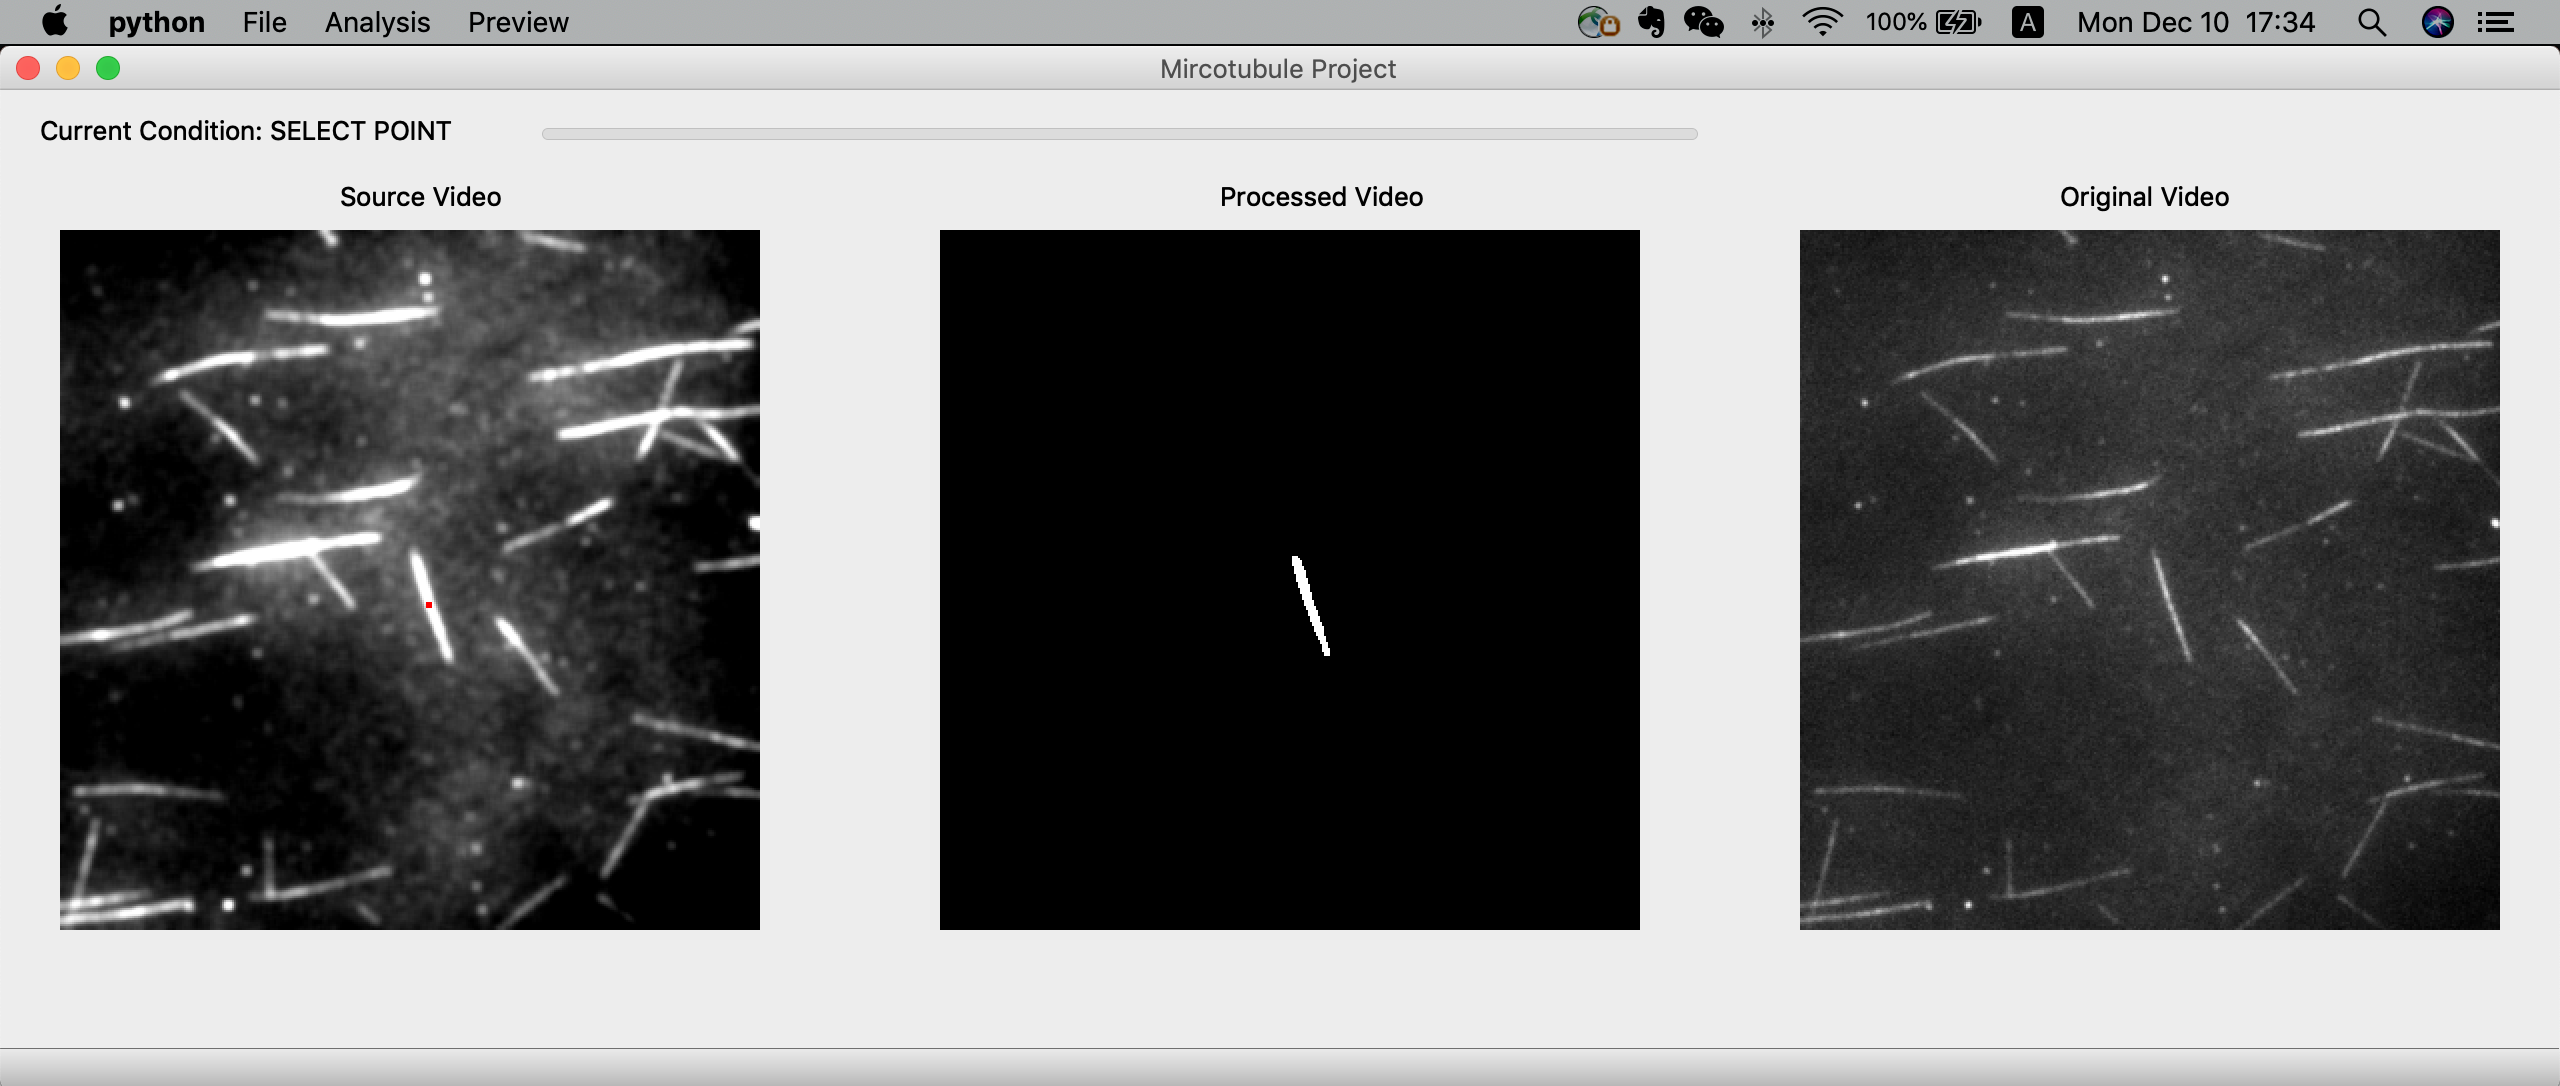 python File Analysis Preview 100% A Mon Dec 10 17:34
Mircotubule Project
Current Condition: SELECT POINT
Source Video Processed Video Original Video